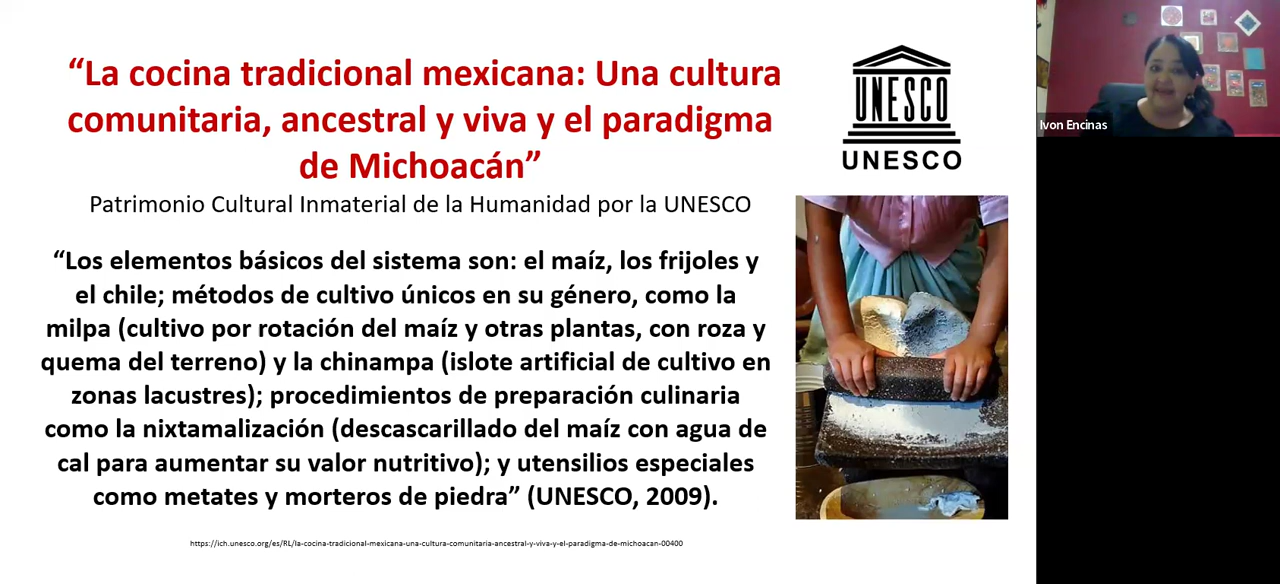 “La cocina tradicional mexicana: Una cultura
comunitaria, ancestral y viva y el paradigma
de Michoacán”
Patrimonio Cultural Inmaterial de la Humanidad por la UNESCO
“Los elementos básicos del sistema son: el maíz, los frijoles y
el chile; métodos de cultivo únicos en su género, como la
milpa (cultivo por rotación del maíz y otras plantas, con roza y
quema del terreno) y la chinampa (islote artificial de cultivo en
zonas lacustres); procedimientos de preparación culinaria
como la nixtamalización (descascarillado del maíz con agua de
cal para aumentar su valor nutritivo); y utensilios especiales
como metates y morteros de piedra” (UNESCO, 2009).
https://ich.unesco.org/es/RL/la-cocina-tradicional-mexicana-una-cultura-comunitaria-ancestral-y-viva-y-el-paradigma-de-michoacan-00400
UNESCO
UNESCO
Ivon Encinas